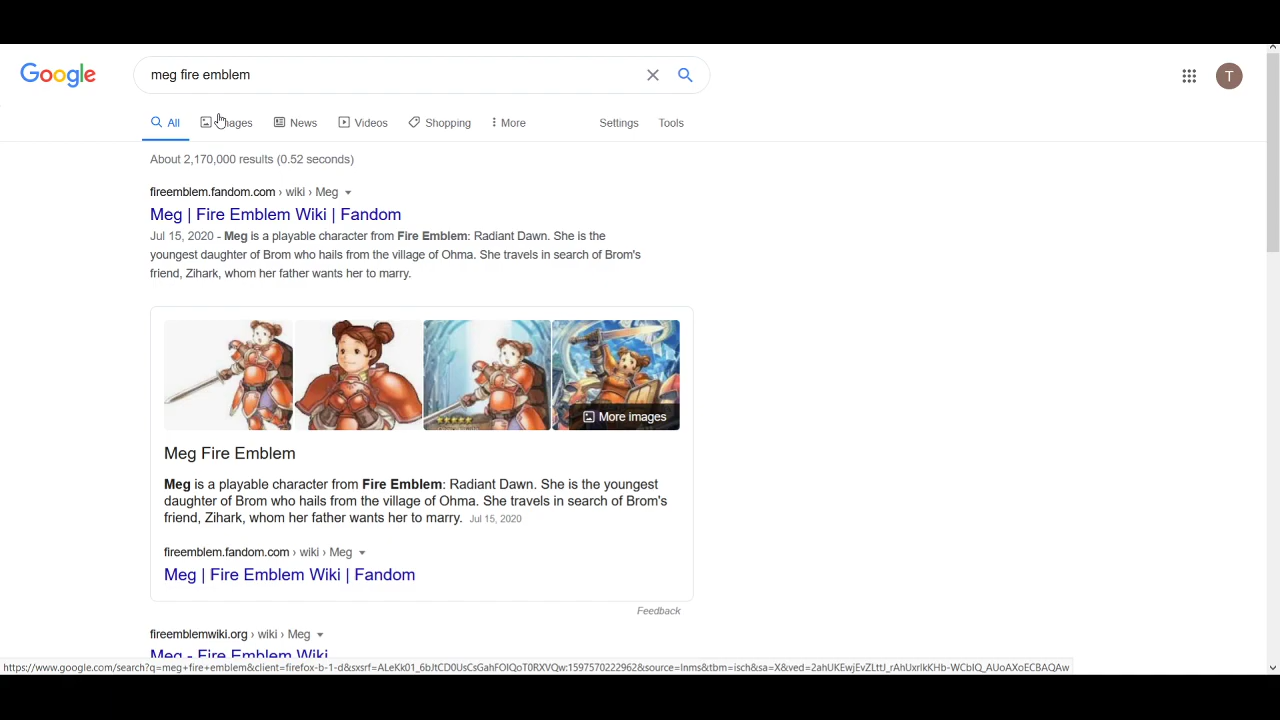 Google
meg fire emblem
T
All
News
Videos
Shopping
More
Settings
Tools
About 2,170,000 results (0.52 seconds)
fireemblem.fandom.com › wiki › Meg
Meg | Fire Emblem Wiki | Fandom
Jul 15, 2020 - Meg is a playable character from Fire Emblem: Radiant Dawn. She is the
youngest daughter of Brom who hails from the village of Ohma. She travels in search of Brom's
friend, Zihark, whom her father wants her to marry.
More images
Meg Fire Emblem
Meg is a playable character from Fire Emblem: Radiant Dawn. She is the youngest
daughter of Brom who hails from the village of Ohma. She travels in search of Brom's
friend, Zihark, whom her father wants her to marry. Jul 15, 2020
fireemblem.fandom.com › wiki › Meg
Meg | Fire Emblem Wiki | Fandom
Feedback
fireemblemwiki.org › wiki › Meg
Meg - Fire Emblem Wiki